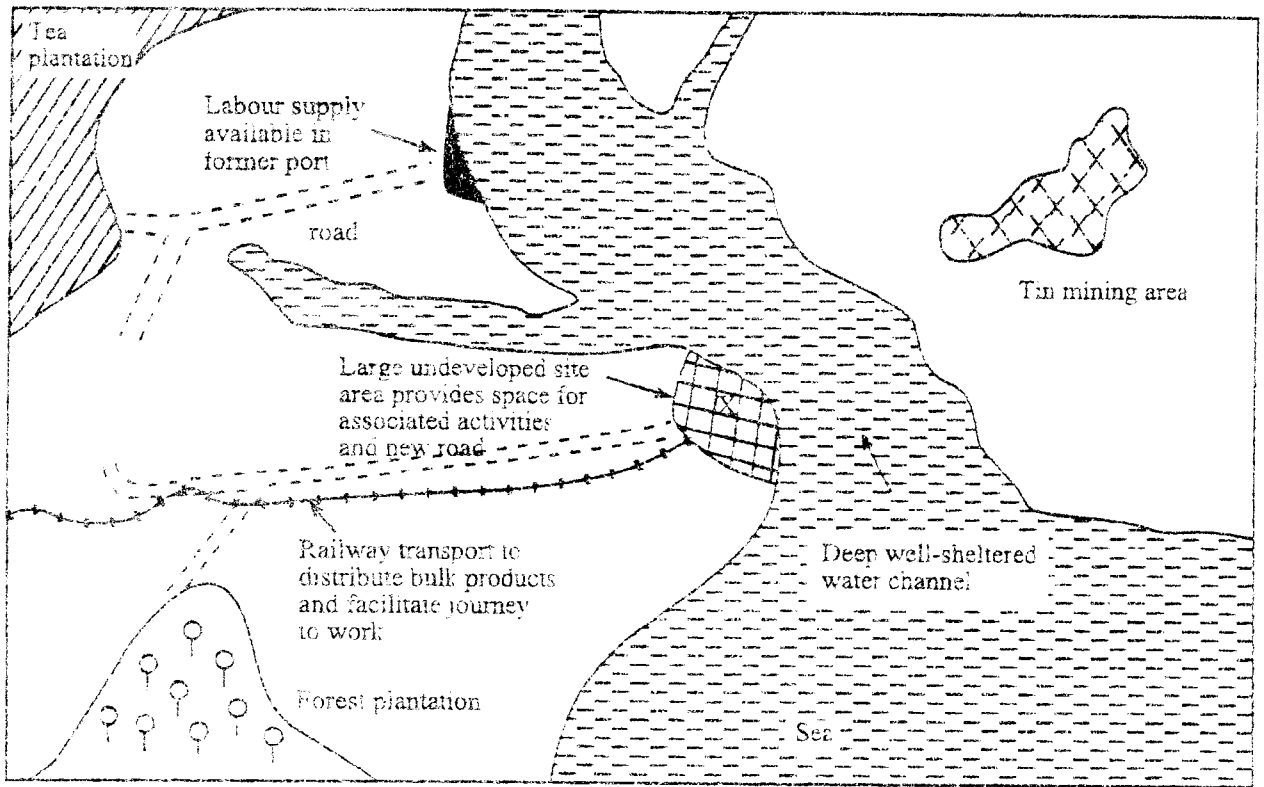 Tea
plantation
Labour supply
available in
former port
road
Tin mining area
Large undeveloped site
area provides space for
associated activities
and new road
X
Deep well-sheltered
water channel
Railway transport to
distribute bulk products
and facilitate journey
to work
Forest plantation
Sea